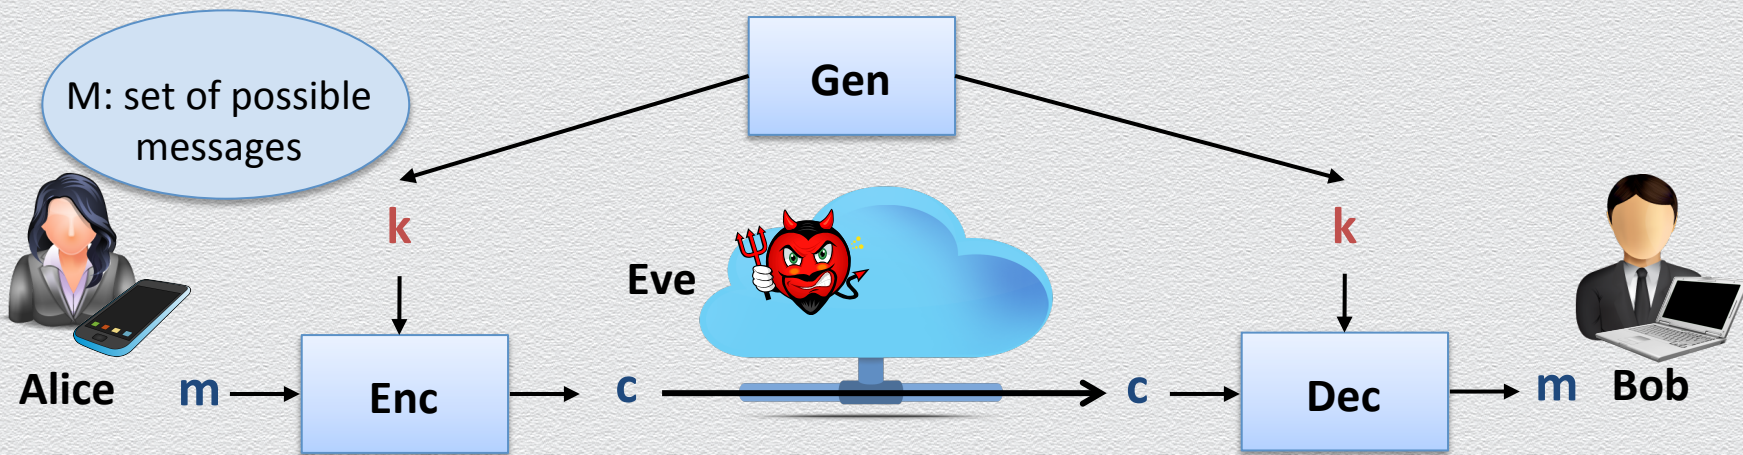 M: set of possible
messages
Gen
k
k
Eve
Alice
m
Enc
c
c
Dec
m
Bob